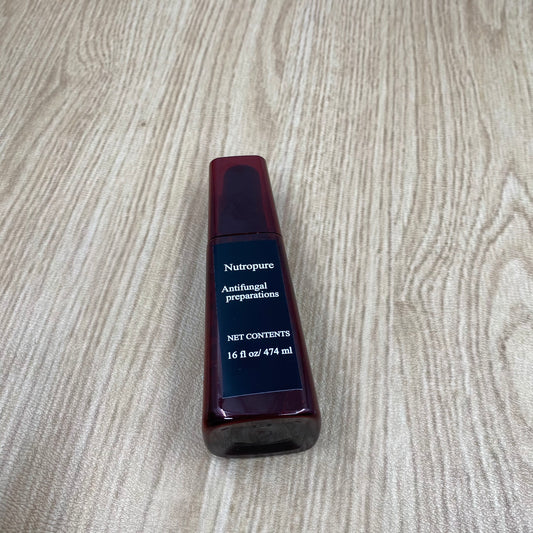 Nutropure
Antifungal
preparations
NET CONTENTS
16 fl oz/ 474 ml